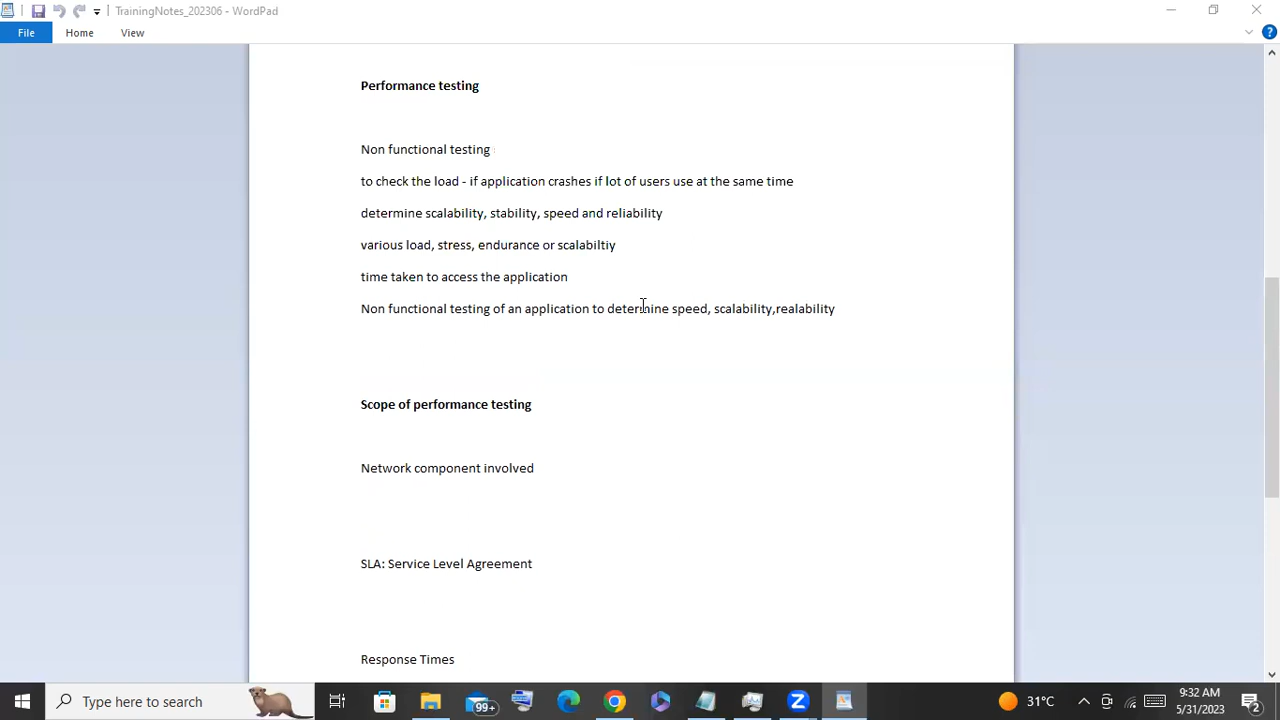 TrainingNotes_202306 - WordPad
File
Home
View
?
Performance testing
Non functional testing
to check the load - if application crashes if lot of users use at the same time
determine scalability, stability, speed and reliability
various load, stress, endurance or scalabiltiy
time taken to access the application
Non functional testing of an application to determine speed, scalability,realability
Scope of performance testing
Network component involved
SLA: Service Level Agreement
Response Times
Type here to search
99+
31°C
9:32 AM
5/31/2023
2